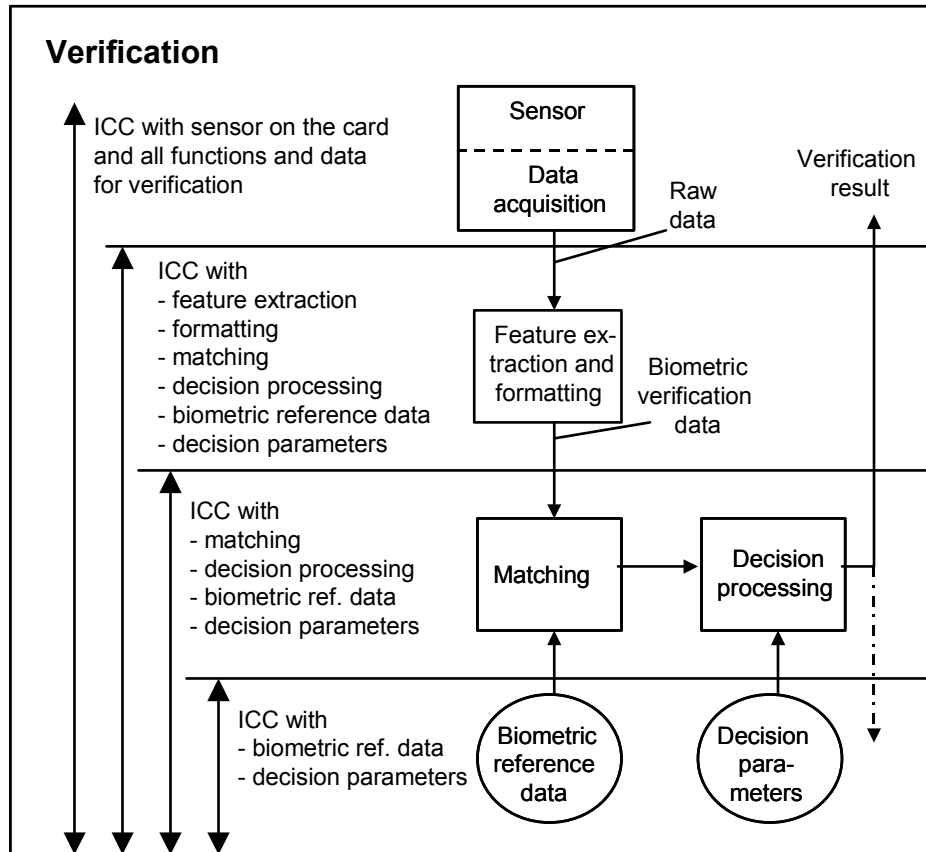 Verification
ICC with sensor on the card
and all functions and data
for verification
Sensor
Data
acquisition
Raw
data
Verification
result
ICC with
- feature extraction
- formatting
- matching
- decision processing
- biometric reference data
- decision parameters
Feature ex-
traction and
formatting
Biometric
verification
data
ICC with
- matching
- decision processing
- biometric ref. data
- decision parameters
Matching
Decision
processing
ICC with
- biometric ref. data
- decision parameters
Biometric
reference
data
Decision
para-
meters